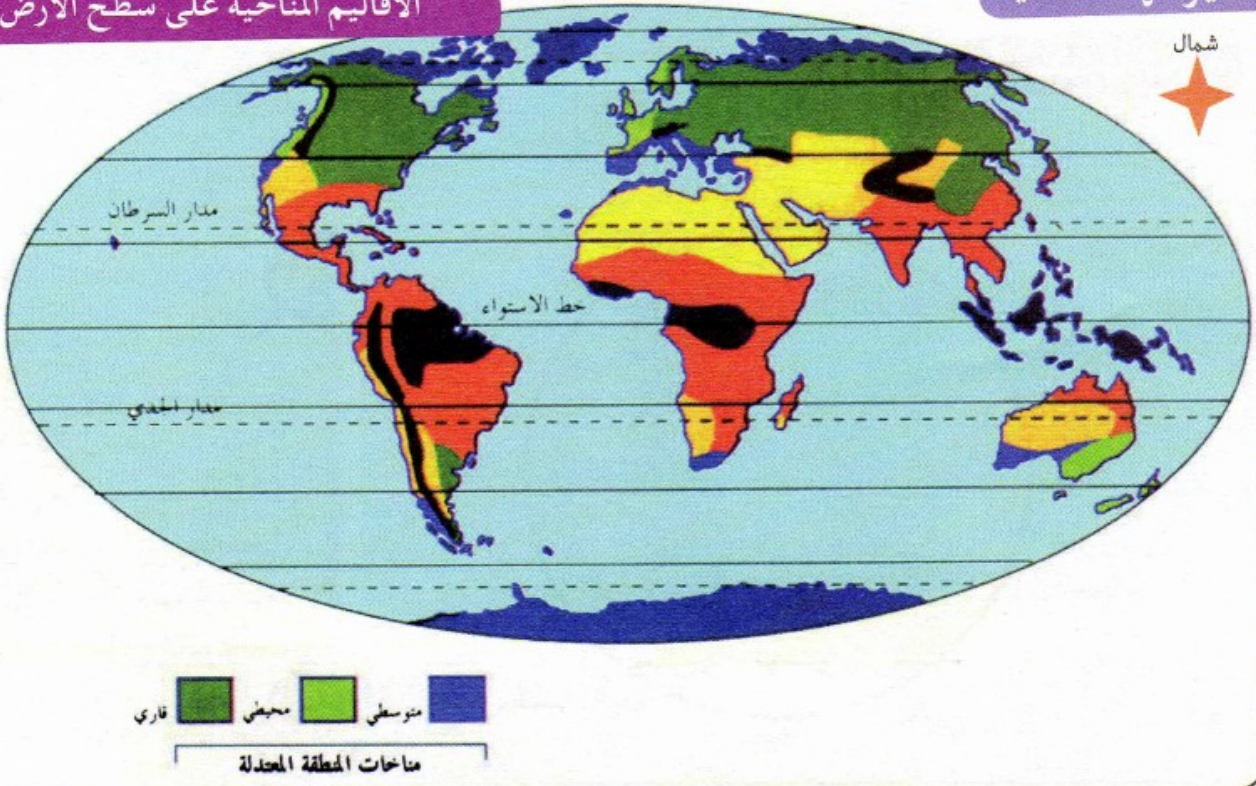 الأقاليم المناخية على سطح الأرض
شمال
مدار السرطان
خط الاستواء
مدار الجدي
متوسطي
محيطي
قاري
مناخات المنطقة المعتدلة